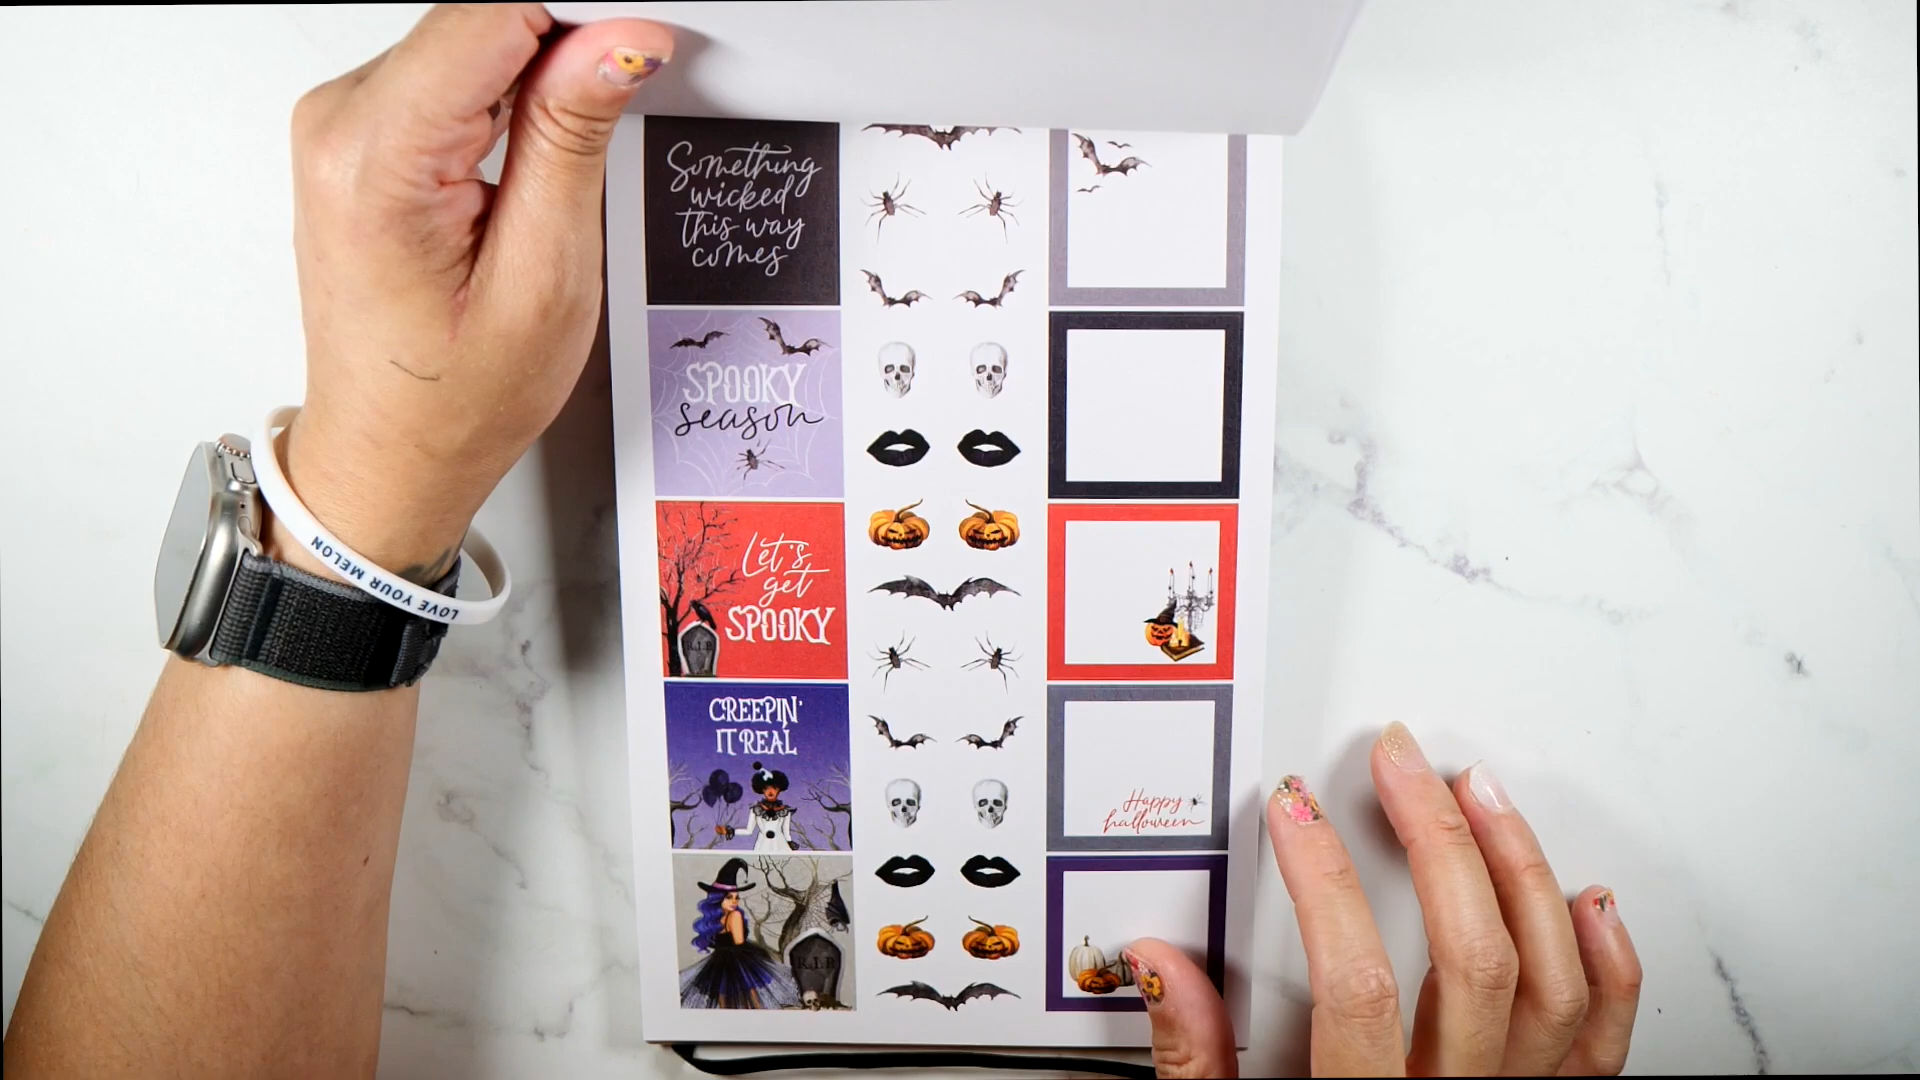 Something
wicked
this way
comes
SPOOKY
season
Let's
get
SPOOKY
R.I.P
CREEPIN'
IT REAL
R.I.P
Happy
halloween
LOVE YOUR MELON